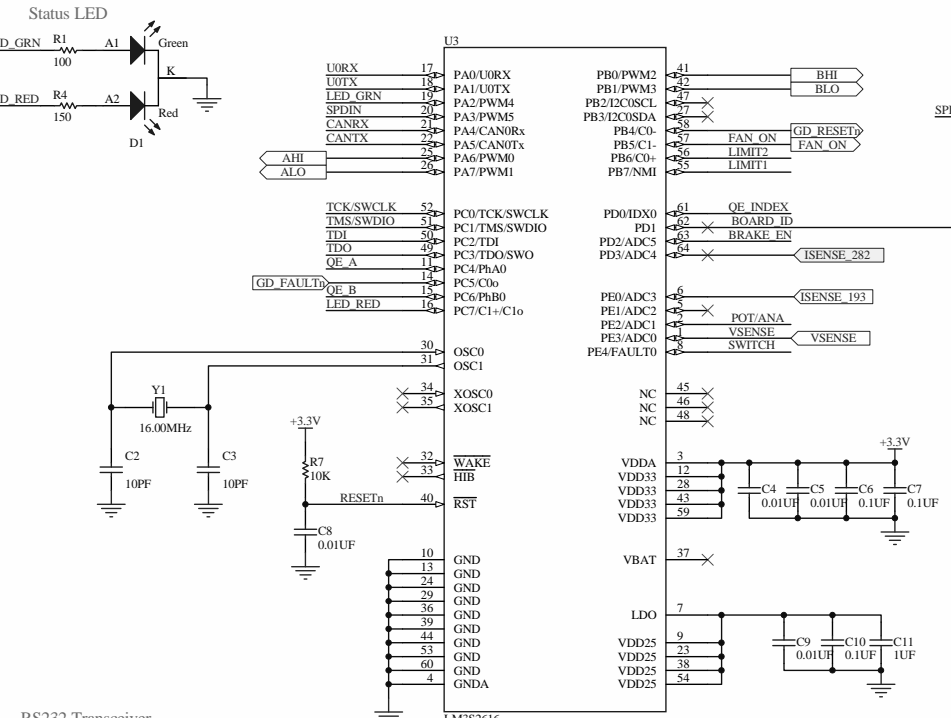 Status LED
D_GRN R1 100 A1 Green
K
D_RED R4 150 A2 Red
D1
U3
U0RX 17 PA0/U0RX
U0TX 18 PA1/U0TX
LED_GRN 19 PA2/PWM4
SPDIN 20 PA3/PWM5
CANRX 21 PA4/CAN0Rx
CANTX 22 PA5/CAN0Tx
AHI 25 PA6/PWM0
ALO 26 PA7/PWM1
PB0/PWM2 41 BHI
PB1/PWM3 42 BLO
PB2/I2C0SCL 47
PB3/I2C0SDA 27
PB4/C0- 58 GD_RESETn
PB5/C1- 57 FAN_ON FAN_ON
PB6/C0+ 56 LIMIT2
PB7/NMI 55 LIMIT1
SPI
TCK/SWCLK 52 PC0/TCK/SWCLK
TMS/SWDIO 51 PC1/TMS/SWDIO
TDI 50 PC2/TDI
TDO 49 PC3/TDO/SWO
QE_A 11 PC4/PhA0
GD_FAULTn 14 PC5/C0o
QE_B 15 PC6/PhB0
LED_RED 16 PC7/C1+/C1o
PD0/IDX0 61 QE_INDEX
PD1 62 BOARD_ID
PD2/ADC5 63 BRAKE_EN
PD3/ADC4 64 ISENSE_282
PE0/ADC3 6 ISENSE_193
PE1/ADC2 5
PE2/ADC1 2 POT/ANA
PE3/ADC0 1 VSENSE VSENSE
PE4/FAULT0 8 SWITCH
30 OSC0
31 OSC1
34 XOSC0
35 XOSC1
Y1
16.00MHz
C2
10PF
C3
10PF
+3.3V
R7
10K
32 WAKE
33 HIB
RESETn 40 RST
C8
0.01UF
NC 45
NC 46
NC 48
+3.3V
VDDA 3
VDD33 12
VDD33 28
VDD33 43
VDD33 59
C4 0.01UF
C5 0.01UF
C6 0.1UF
C7 0.1UF
VBAT 37
10 GND
13 GND
24 GND
29 GND
36 GND
39 GND
44 GND
53 GND
60 GND
4 GNDA
LDO 7
VDD25 9
VDD25 23
VDD25 38
VDD25 54
C9 0.01UF
C10 0.1UF
C11 1UF
RS232 Transceiver
LM3S2616